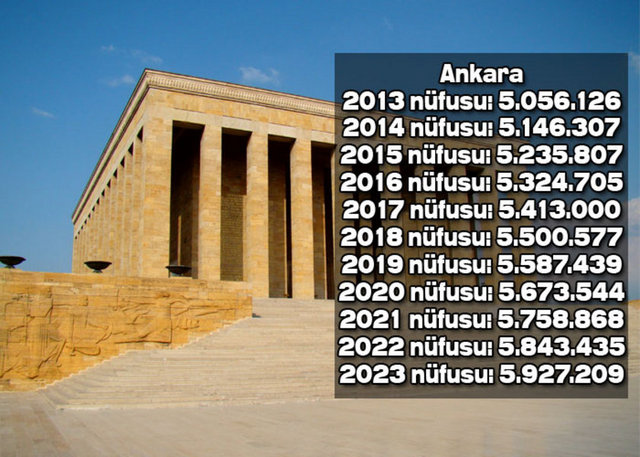 Ankara
2013 nüfusu: 5.056.126
2014 nüfusu: 5.146.307
2015 nüfusu: 5.235.807
2016 nüfusu: 5.324.705
2017 nüfusu: 5.413.000
2018 nüfusu: 5.500.577
2019 nüfusu: 5.587.439
2020 nüfusu: 5.673.544
2021 nüfusu: 5.758.868
2022 nüfusu: 5.843.435
2023 nüfusu: 5.927.209